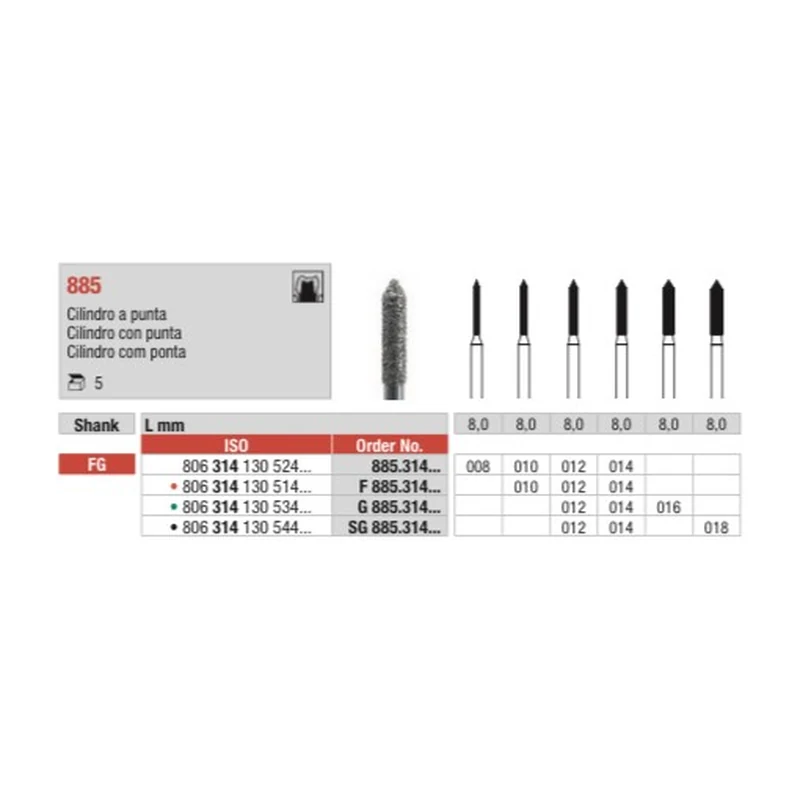 885
Cilindro a punta
Cilindro con punta
Cilindro com ponta
5
Shank L mm 8,0 8,0 8,0 8,0 8,0 8,0
ISO Order No.
FG 806 314 130 524... 885.314... 008 010 012 014
806 314 130 514... F 885.314... 010 012 014
806 314 130 534... G 885.314... 012 014 016
806 314 130 544... SG 885.314... 012 014 018